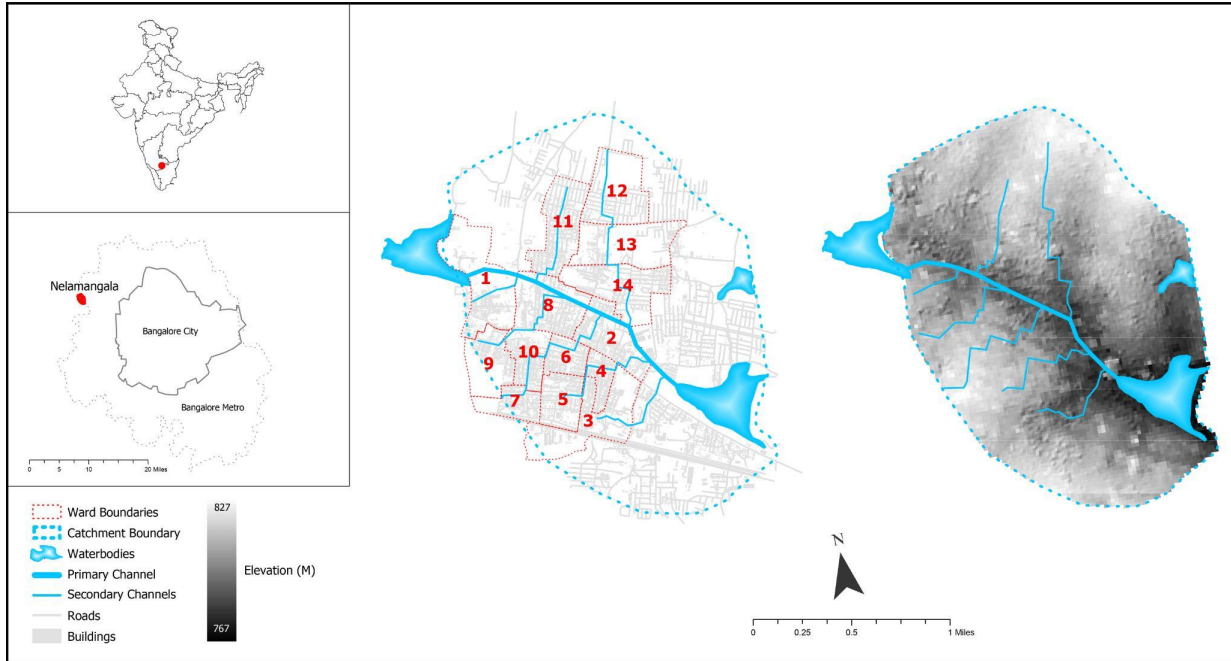 Nelamangala
Bangalore City
Bangalore Metro
0 5 10 20 Miles
Ward Boundaries
Catchment Boundary
Waterbodies
Primary Channel
Secondary Channels
Roads
Buildings
827
Elevation (M)
767
12
11
13
1
14
8
2
10
6
9
4
7
5
3
N
0 0.25 0.5 1 Miles